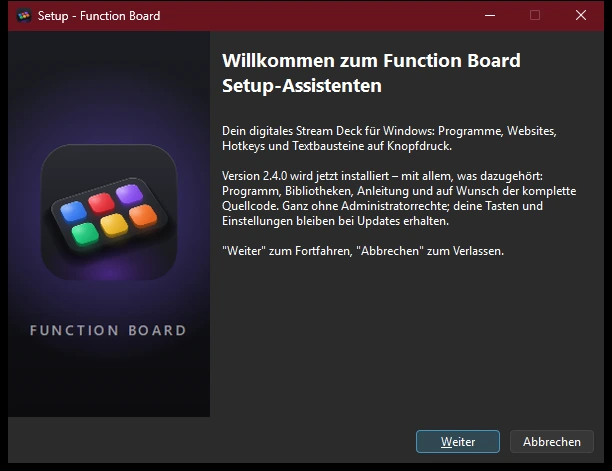 Setup - Function Board
Willkommen zum Function Board
Setup-Assistenten
Dein digitales Stream Deck für Windows: Programme, Websites,
Hotkeys und Textbausteine auf Knopfdruck.
Version 2.4.0 wird jetzt installiert – mit allem, was dazugehört:
Programm, Bibliotheken, Anleitung und auf Wunsch der komplette
Quellcode. Ganz ohne Administratorrechte; deine Tasten und
Einstellungen bleiben bei Updates erhalten.
"Weiter" zum Fortfahren, "Abbrechen" zum Verlassen.
FUNCTION BOARD
Weiter
Abbrechen